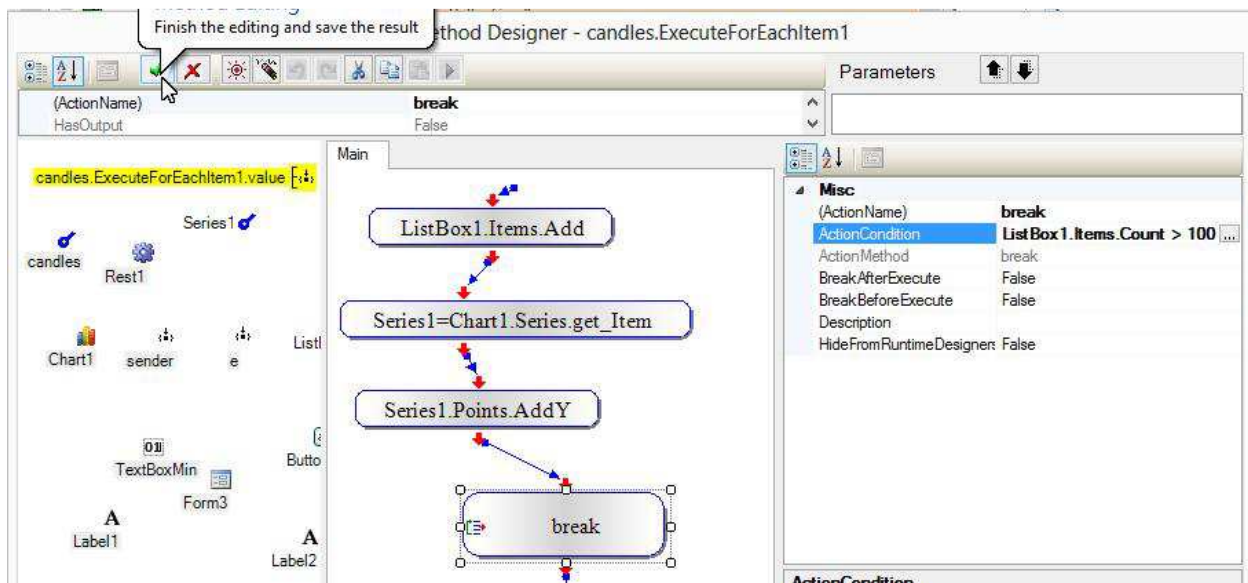 Method Editing
Finish the editing and save the result
thod Designer - candles.ExecuteForEachItem1
Parameters
(ActionName) break
HasOutput False
Main
candles.ExecuteForEachItem1.value
Series1
candles
Rest1
Chart1
sender
e
TextBoxMin
Form3
Label1
Label2
ListBox1.Items.Add
Series1=Chart1.Series.get_Item
Series1.Points.AddY
break
Misc
(ActionName) break
ActionCondition ListBox1.Items.Count > 100 ...
ActionMethod break
BreakAfterExecute False
BreakBeforeExecute False
Description
HideFromRuntimeDesigners False
ActionCondition